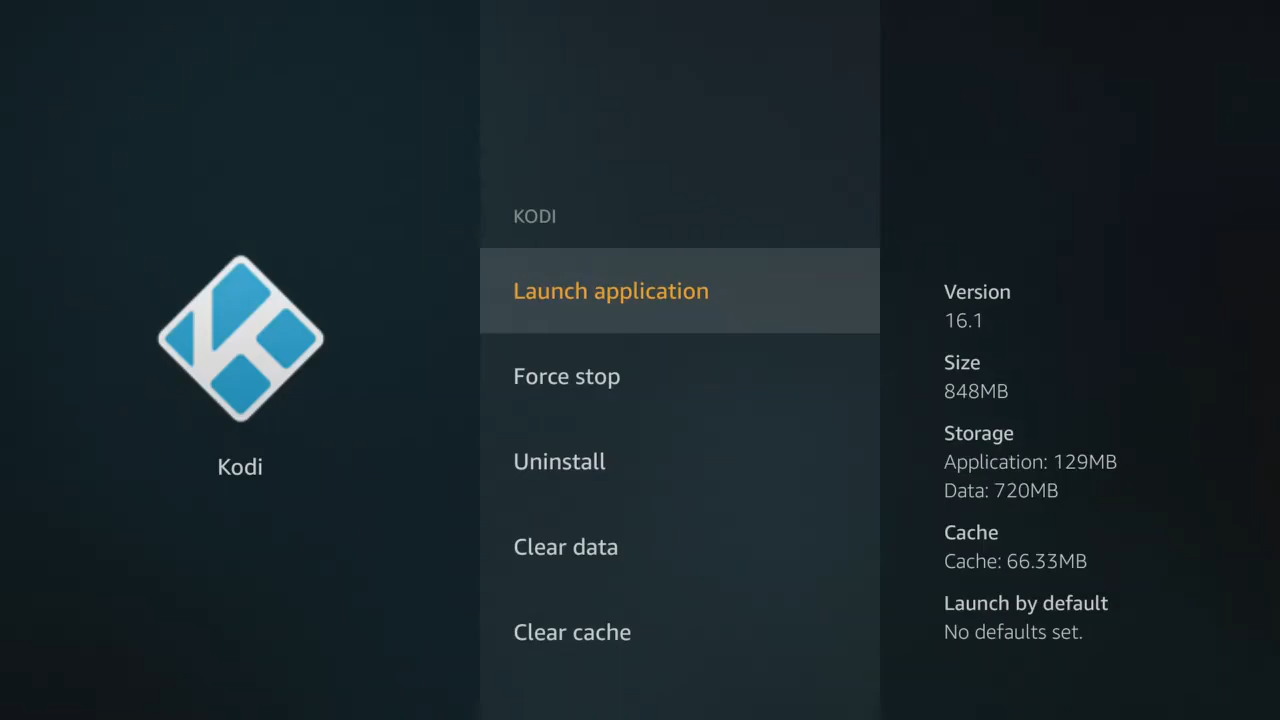 Kodi
KODI
Launch application
Force stop
Uninstall
Clear data
Clear cache
Version
16.1
Size
848MB
Storage
Application: 129MB
Data: 720MB
Cache
Cache: 66.33MB
Launch by default
No defaults set.